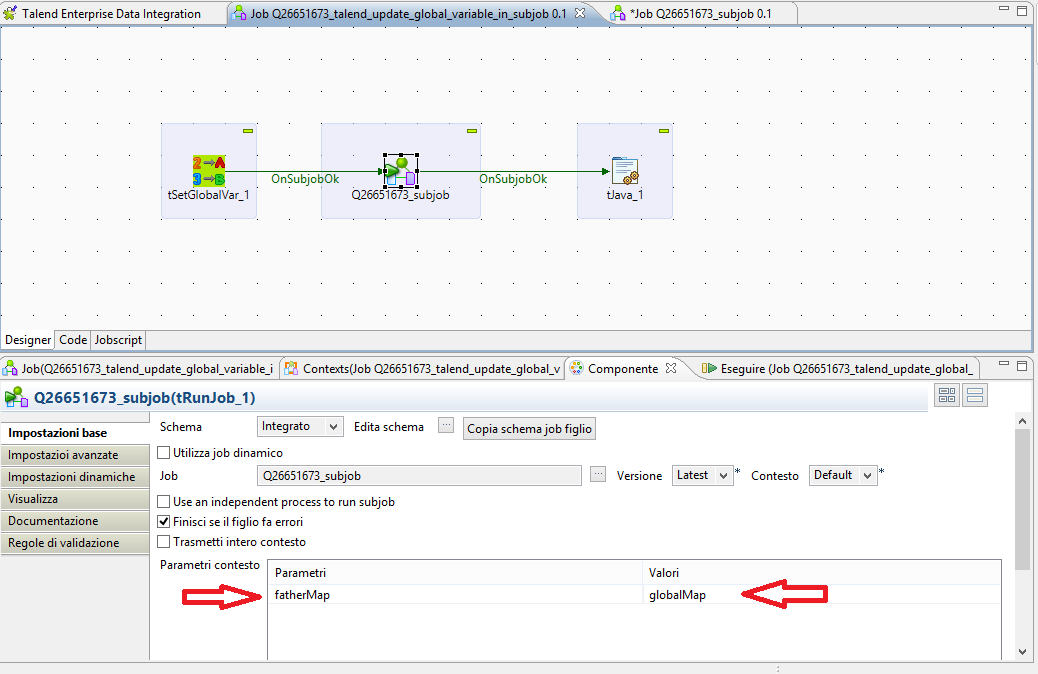 Talend Enterprise Data Integration
Job Q26651673_talend_update_global_variable_in_subjob 0.1
*Job Q26651673_subjob 0.1
2 A
3 B
OnSubjobOk
OnSubjobOk
tSetGlobalVar_1
Q26651673_subjob
tJava_1
Designer
Code
Jobscript
Job(Q26651673_talend_update_global_variable_i
Contexts(Job Q26651673_talend_update_global_v
Componente
Eseguire (Job Q26651673_talend_update_global_
Q26651673_subjob(tRunJob_1)
Impostazioni base
Impostazioi avanzate
Impostazioni dinamiche
Visualizza
Documentazione
Regole di validazione
Schema
Integrato
Edita schema
...
Copia schema job figlio
Utilizza job dinamico
Job
Q26651673_subjob
...
Versione
Latest
*
Contesto
Default
*
Use an independent process to run subjob
Finisci se il figlio fa errori
Trasmetti intero contesto
Parametri contesto
Parametri
Valori
fatherMap
globalMap